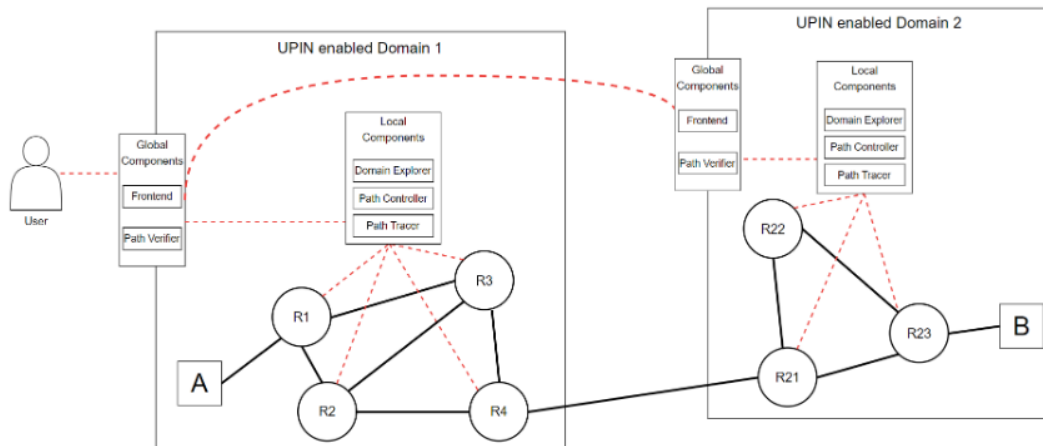 UPIN enabled Domain 1
UPIN enabled Domain 2
Global
Components
Frontend
Path Verifier
User
Local
Components
Domain Explorer
Path Controller
Path Tracer
Global
Components
Frontend
Path Verifier
Local
Components
Domain Explorer
Path Controller
Path Tracer
R1
R2
R3
R4
A
R22
R21
R23
B